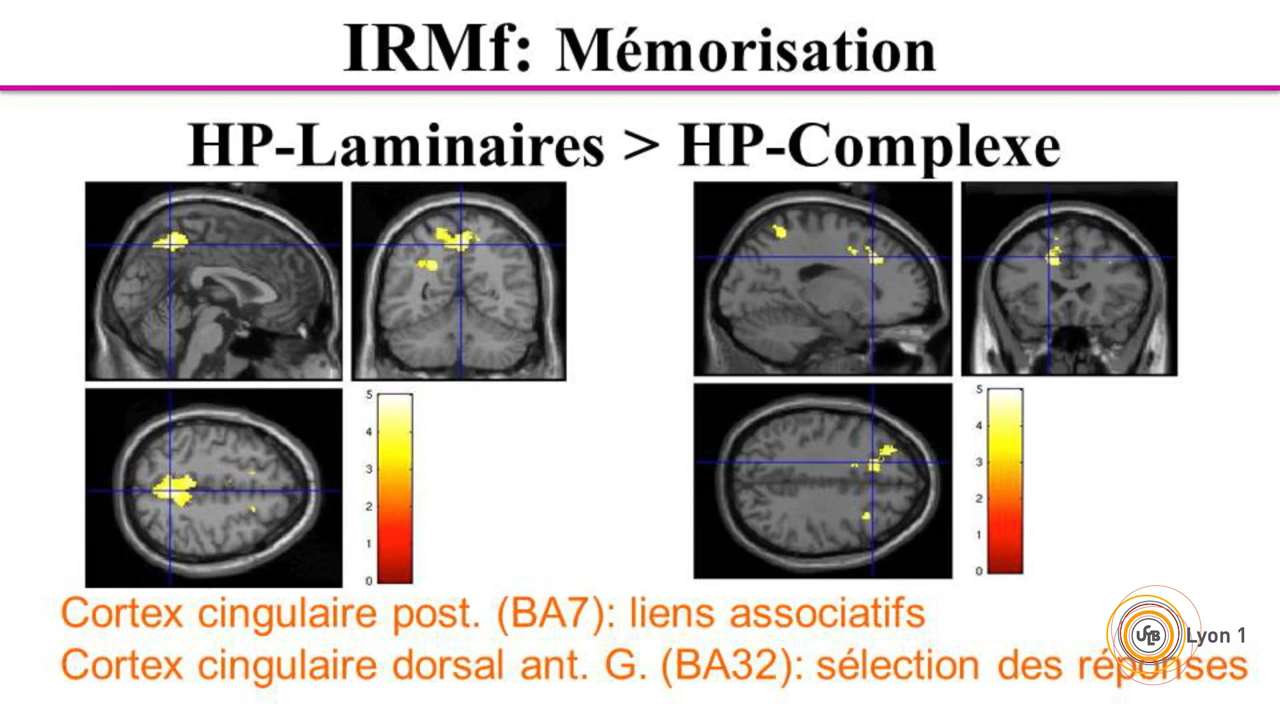 IRMf: Mémorisation
HP-Laminaires > HP-Complexe
5
4
3
2
1
0
5
4
3
2
1
0
Cortex cingulaire post. (BA7): liens associatifs
Cortex cingulaire dorsal ant. G. (BA32): sélection des réponses
UCLB Lyon 1